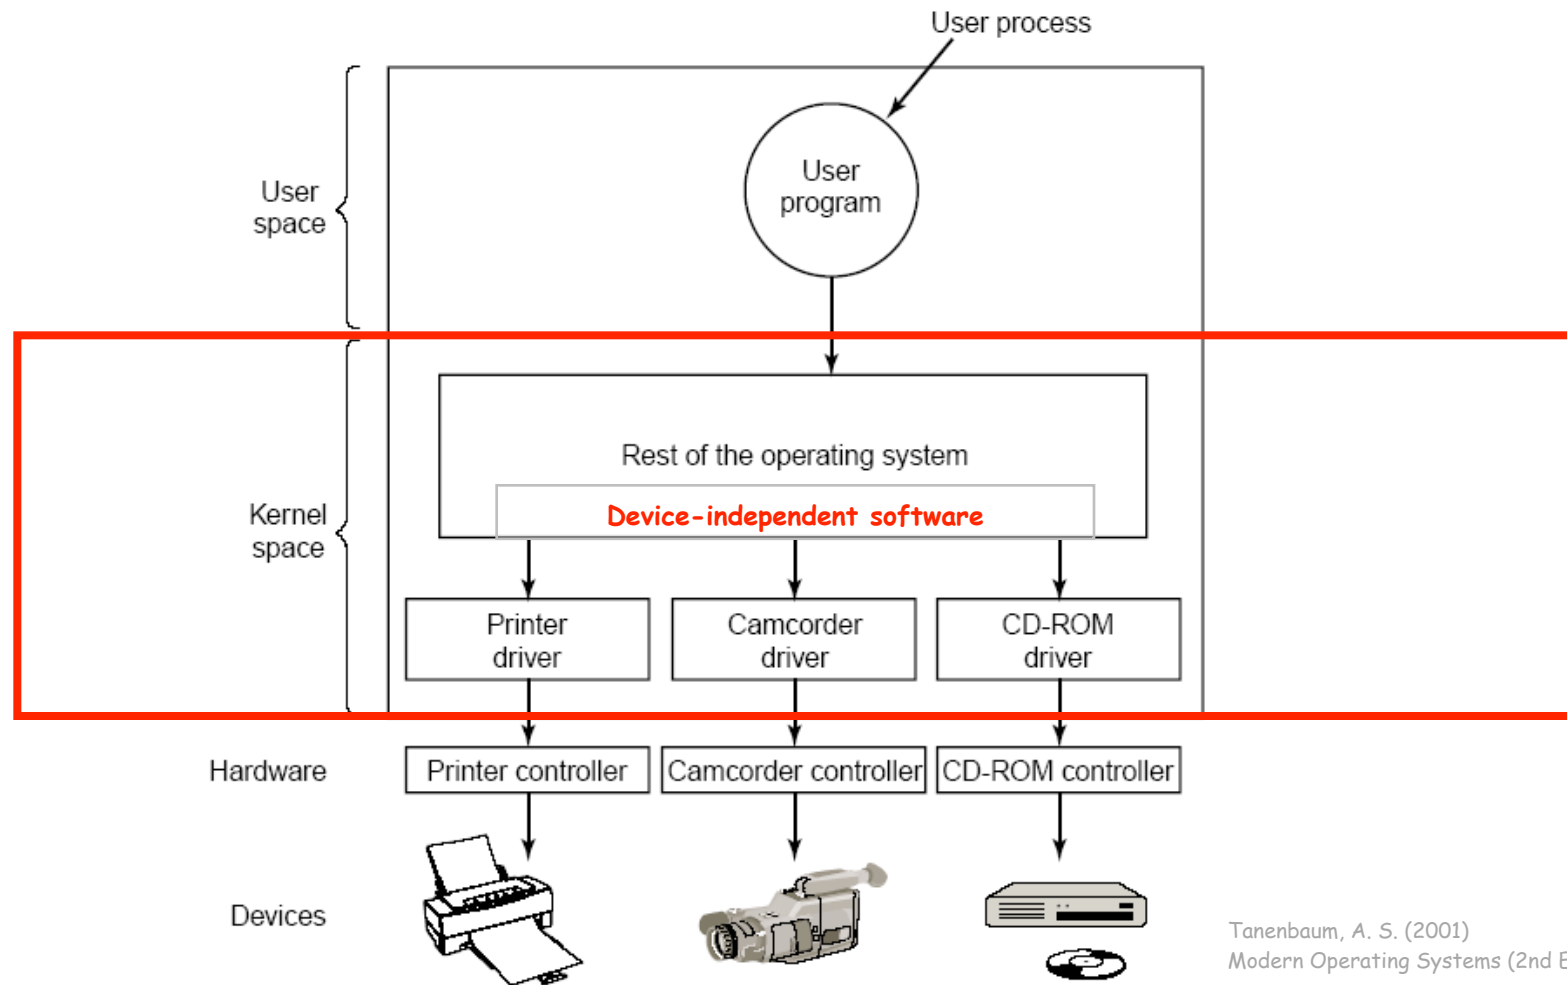 User process
User
program
User
space
Rest of the operating system
Device-independent software
Kernel
space
Printer
driver
Camcorder
driver
CD-ROM
driver
Hardware
Printer controller
Camcorder controller
CD-ROM controller
Devices
Tanenbaum, A. S. (2001)
Modern Operating Systems (2nd E